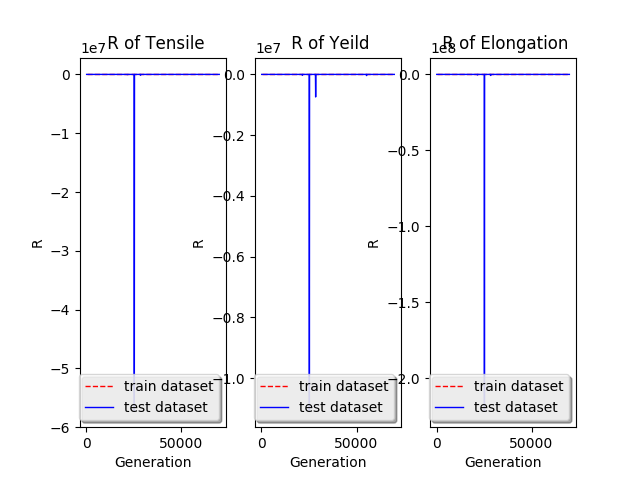 R of Tensile
1e7
0
−1
−2
−3
−4
−5
−6
R
train dataset
test dataset
0
50000
Generation
R of Yeild
1e7
0.0
−0.2
−0.4
−0.6
−0.8
−1.0
R
train dataset
test dataset
0
50000
Generation
R of Elongation
1e8
0.0
−0.5
−1.0
−1.5
−2.0
R
train dataset
test dataset
0
50000
Generation